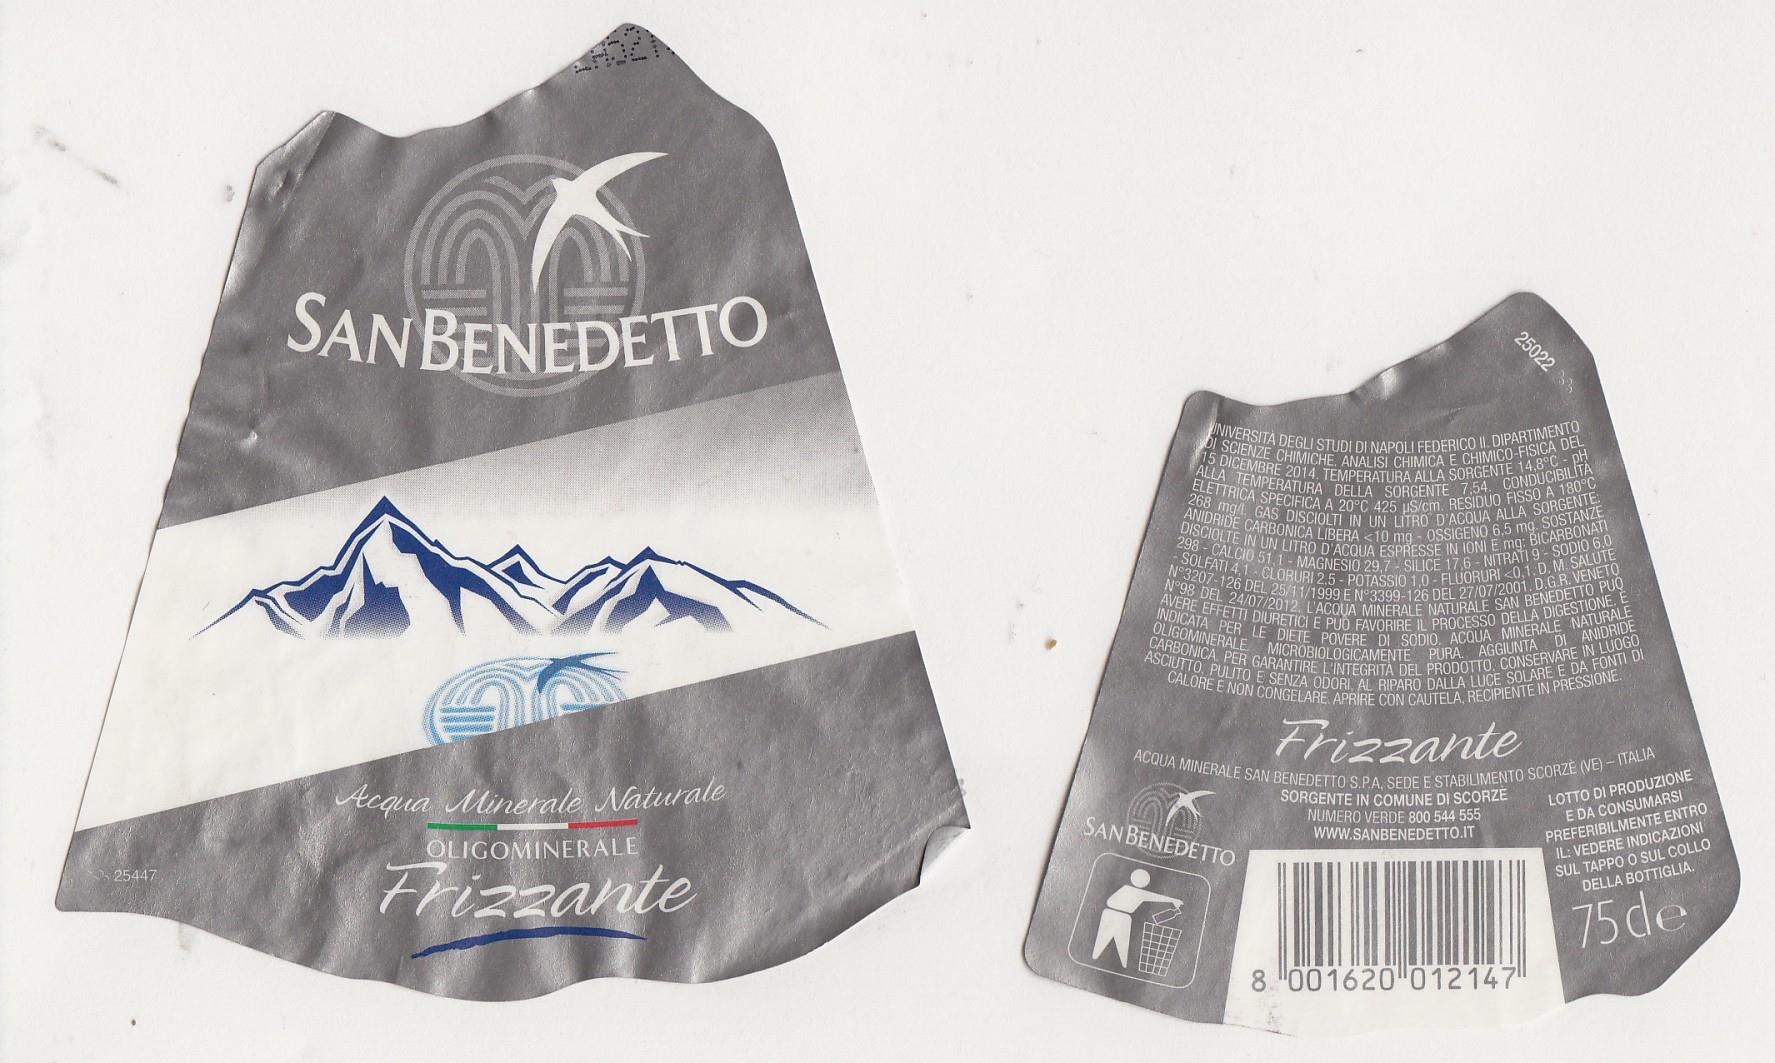 SAN BENEDETTO
Acqua Minerale Naturale
OLIGOMINERALE
Frizzante
25447
25022
UNIVERSITÀ DEGLI STUDI DI NAPOLI FEDERICO II. DIPARTIMENTO
DI SCIENZE CHIMICHE. ANALISI CHIMICA E CHIMICO-FISICA DEL
15 DICEMBRE 2014. TEMPERATURA ALLA SORGENTE 14,8°C - pH
ALLA TEMPERATURA DELLA SORGENTE 7,54. CONDUCIBILITÀ
ELETTRICA SPECIFICA A 20°C 425 µS/cm. RESIDUO FISSO A 180°C
268 mg/l. GAS DISCIOLTI IN UN LITRO D'ACQUA ALLA SORGENTE:
ANIDRIDE CARBONICA LIBERA <10 mg - OSSIGENO 6,5 mg. SOSTANZE
DISCIOLTE IN UN LITRO D'ACQUA ESPRESSE IN IONI E mg: BICARBONATI
298 - CALCIO 51,1 - MAGNESIO 29,7 - SILICE 17,6 - NITRATI 9 - SODIO 6.0
- SOLFATI 4,1 - CLORURI 2.5 - POTASSIO 1,0 - FLUORURI <0,1. D. M. SALUTE
N°3207-126 DEL 25/11/1999 E N°3399-126 DEL 27/07/2001. D.G.R. VENETO
N°98 DEL 24/07/2012. L'ACQUA MINERALE NATURALE SAN BENEDETTO PUÒ
AVERE EFFETTI DIURETICI E PUÒ FAVORIRE IL PROCESSO DELLA DIGESTIONE. È
INDICATA PER LE DIETE POVERE DI SODIO. ACQUA MINERALE NATURALE
OLIGOMINERALE. MICROBIOLOGICAMENTE PURA. AGGIUNTA DI ANIDRIDE
CARBONICA. PER GARANTIRE L'INTEGRITÀ DEL PRODOTTO. CONSERVARE IN LUOGO
ASCIUTTO, PULITO E SENZA ODORI, AL RIPARO DALLA LUCE SOLARE E DA FONTI DI
CALORE E NON CONGELARE. APRIRE CON CAUTELA, RECIPIENTE IN PRESSIONE.
Frizzante
ACQUA MINERALE SAN BENEDETTO S.P.A, SEDE E STABILIMENTO SCORZÈ (VE) – ITALIA
SORGENTE IN COMUNE DI SCORZE
NUMERO VERDE 800 544 555
WWW.SANBENEDETTO.IT
SAN BENEDETTO
LOTTO DI PRODUZIONE
E DA CONSUMARSI
PREFERIBILMENTE ENTRO
IL: VEDERE INDICAZIONI
SUL TAPPO O SUL COLLO
DELLA BOTTIGLIA.
75 cl e
8 001620 012147